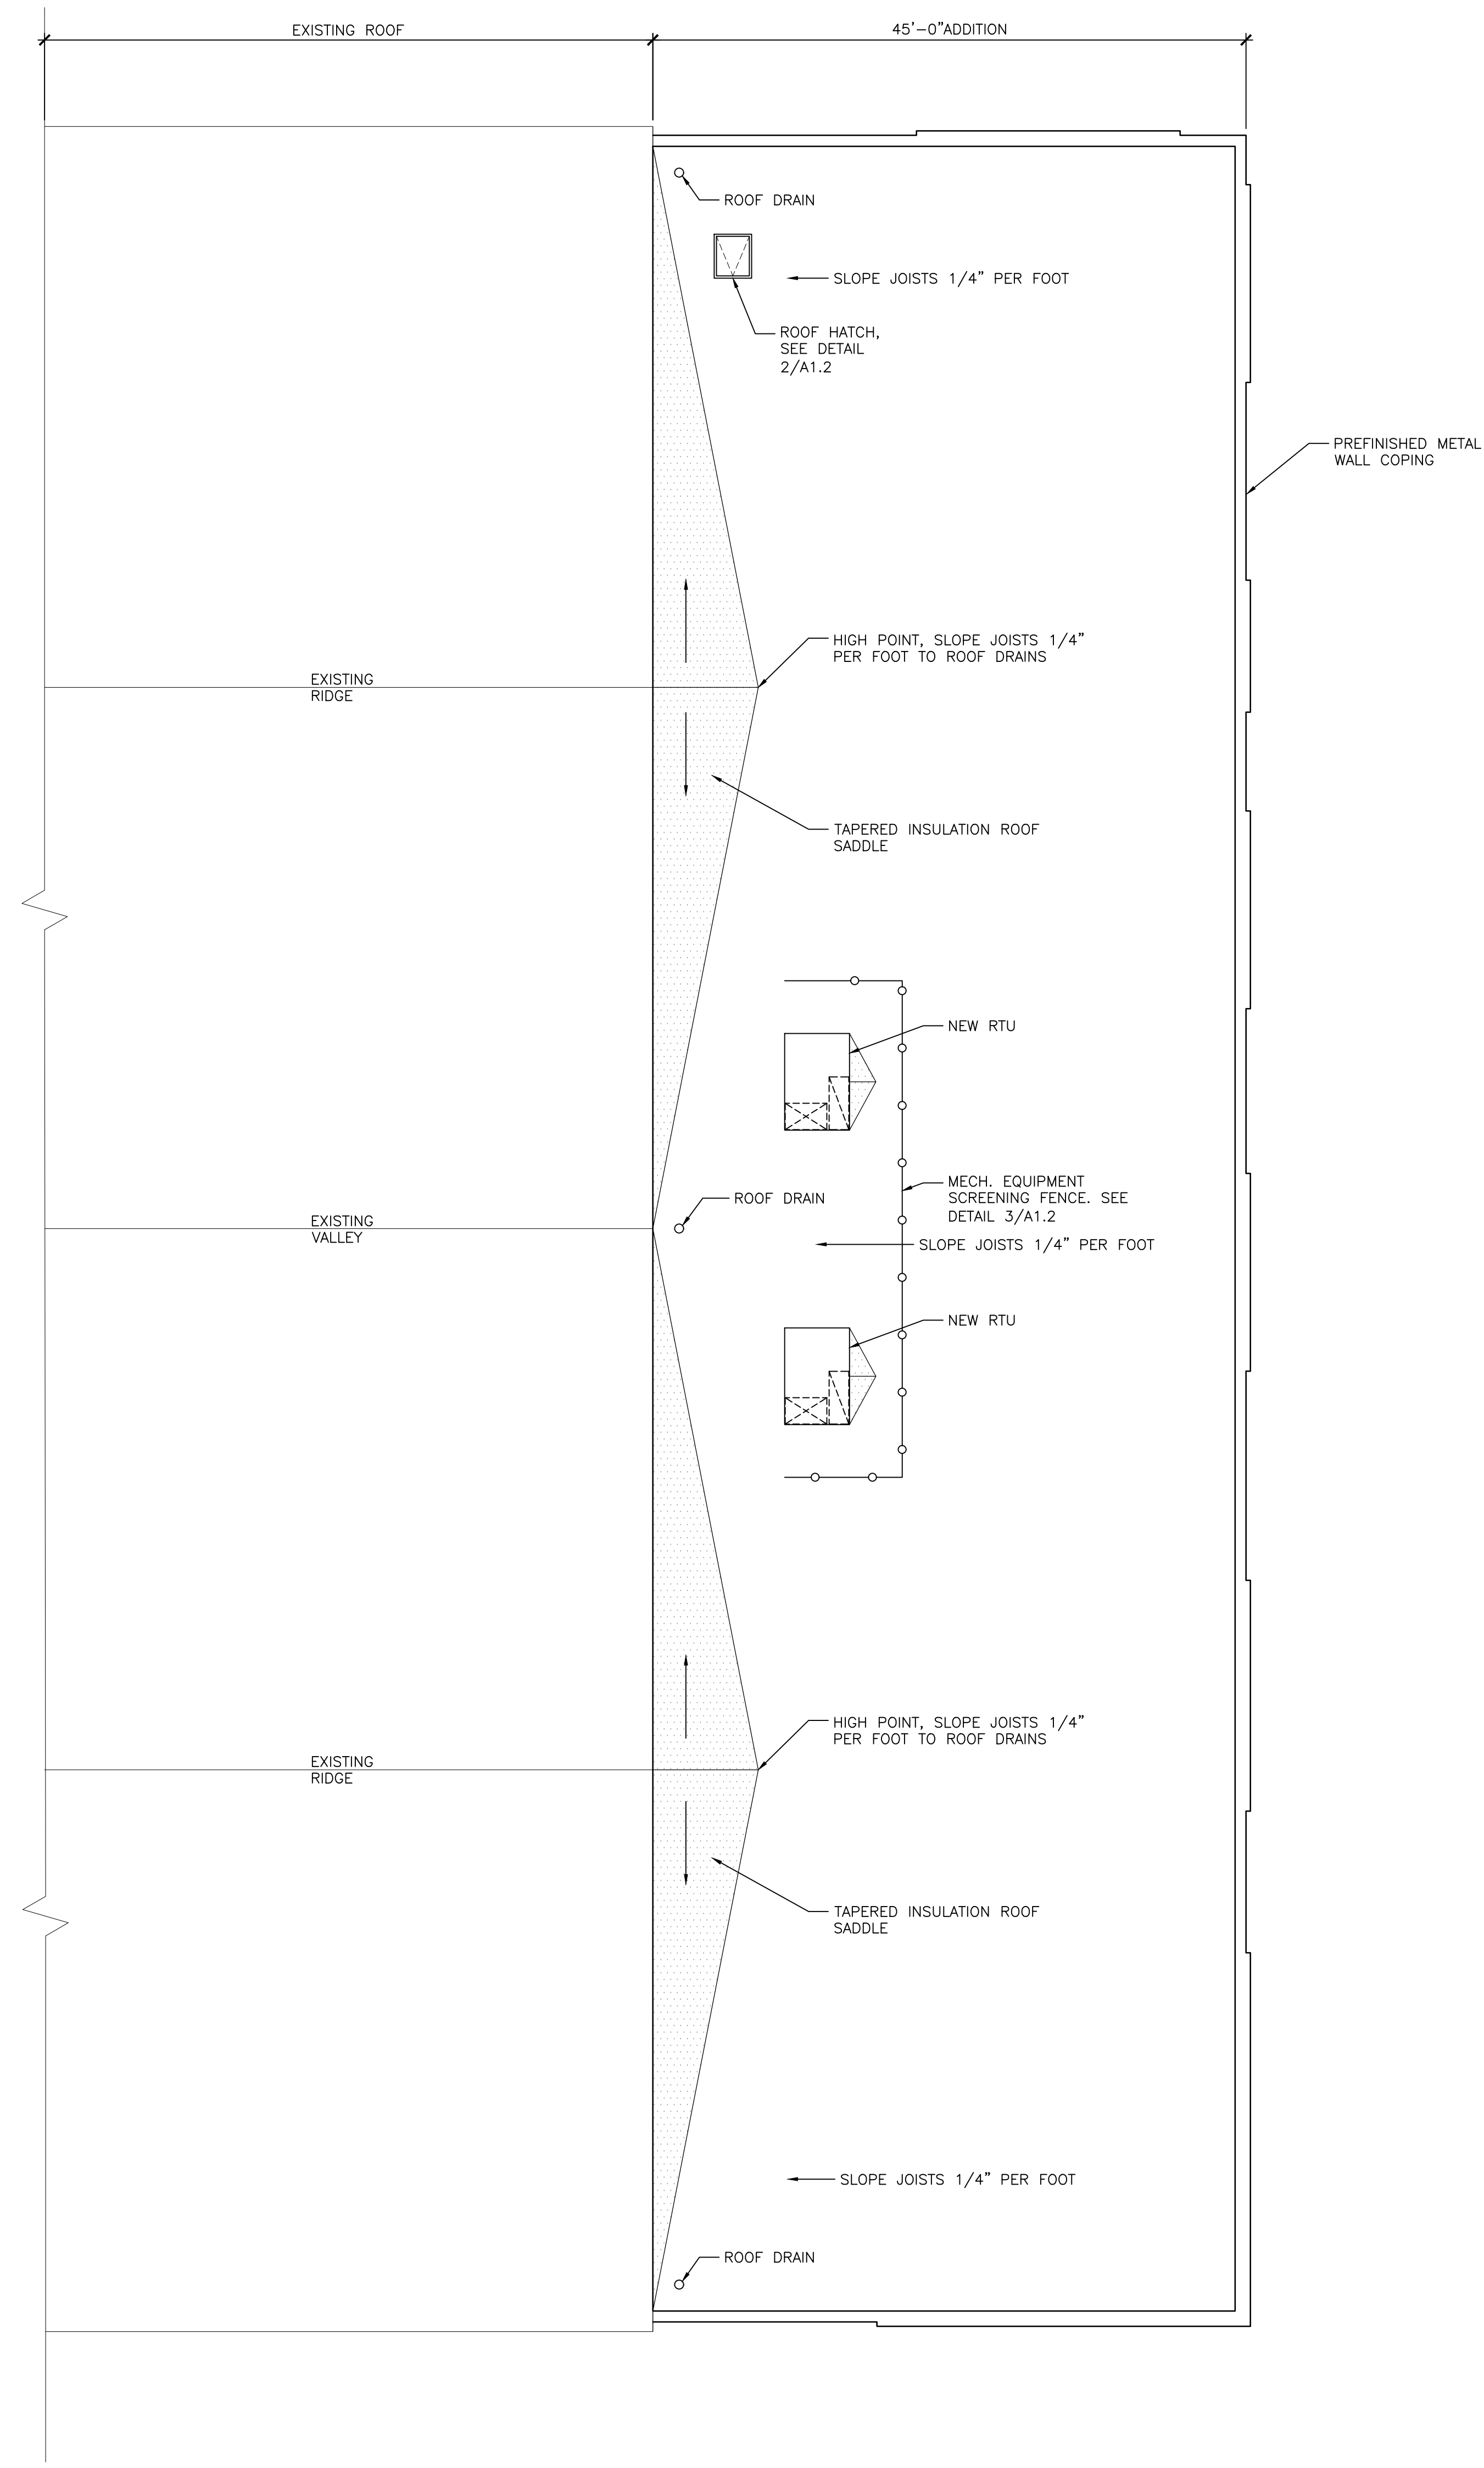 EXISTING ROOF
45'-0"ADDITION
ROOF DRAIN
SLOPE JOISTS 1/4" PER FOOT
ROOF HATCH,
SEE DETAIL
2/A1.2
PREFINISHED METAL
WALL COPING
HIGH POINT, SLOPE JOISTS 1/4"
PER FOOT TO ROOF DRAINS
EXISTING
RIDGE
TAPERED INSULATION ROOF
SADDLE
NEW RTU
MECH. EQUIPMENT
SCREENING FENCE. SEE
DETAIL 3/A1.2
ROOF DRAIN
EXISTING
VALLEY
SLOPE JOISTS 1/4" PER FOOT
NEW RTU
HIGH POINT, SLOPE JOISTS 1/4"
PER FOOT TO ROOF DRAINS
EXISTING
RIDGE
TAPERED INSULATION ROOF
SADDLE
SLOPE JOISTS 1/4" PER FOOT
ROOF DRAIN